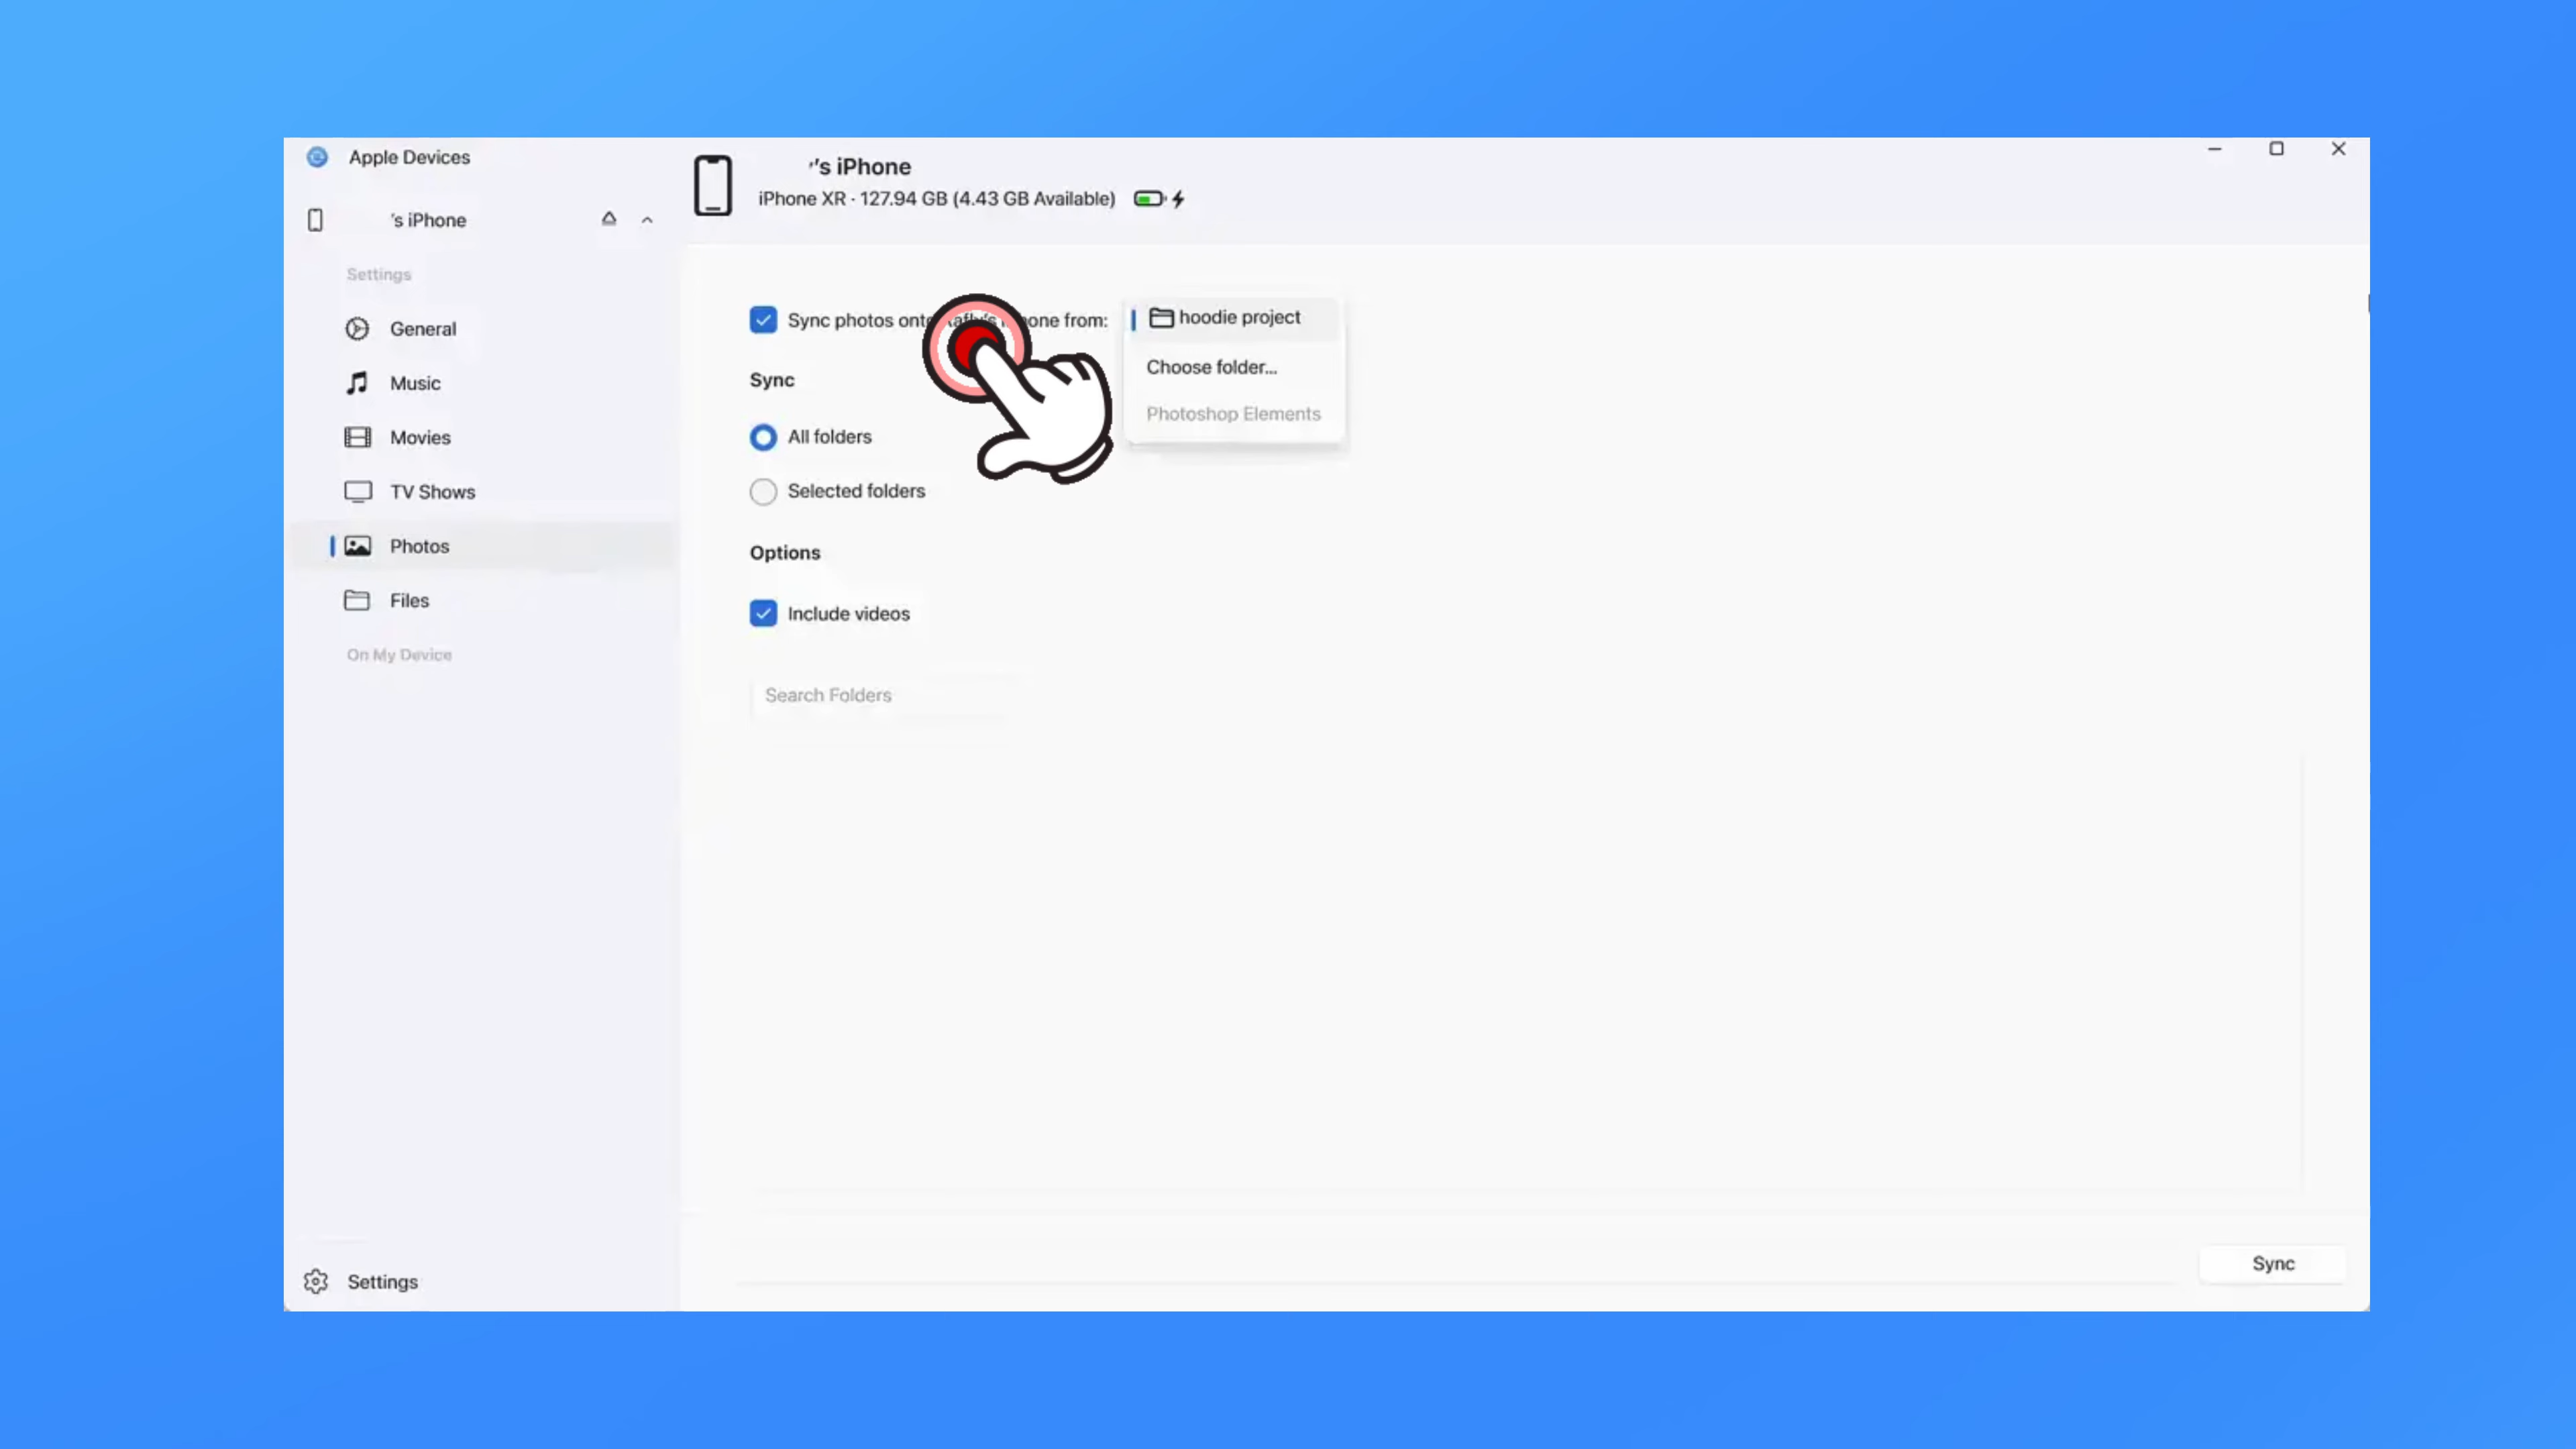 Apple Devices
's iPhone
Settings
General
Music
Movies
TV Shows
Photos
Files
On My Device
Settings
's iPhone
iPhone XR · 127.94 GB (4.43 GB Available)
Sync photos from:
hoodie project
Choose folder...
Photoshop Elements
Sync
All folders
Selected folders
Options
Include videos
Search Folders
Sync